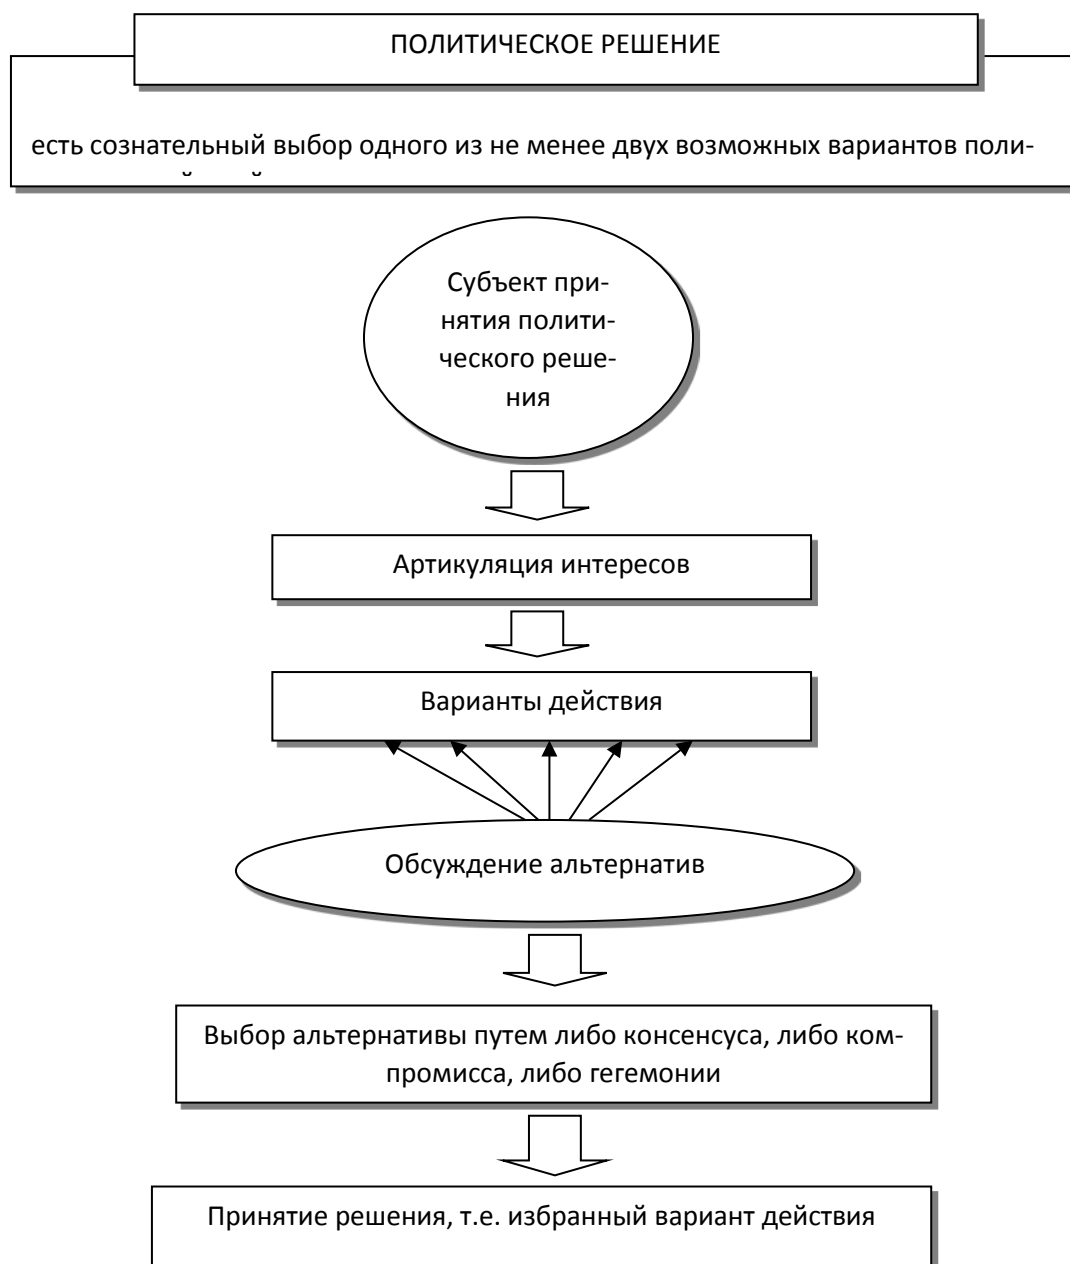 ПОЛИТИЧЕСКОЕ РЕШЕНИЕ
есть сознательный выбор одного из не менее двух возможных вариантов поли-
Субъект при-
нятия полити-
ческого реше-
ния
Артикуляция интересов
Варианты действия
Обсуждение альтернатив
Выбор альтернативы путем либо консенсуса, либо ком-
промисса, либо гегемонии
Принятие решения, т.е. избранный вариант действия